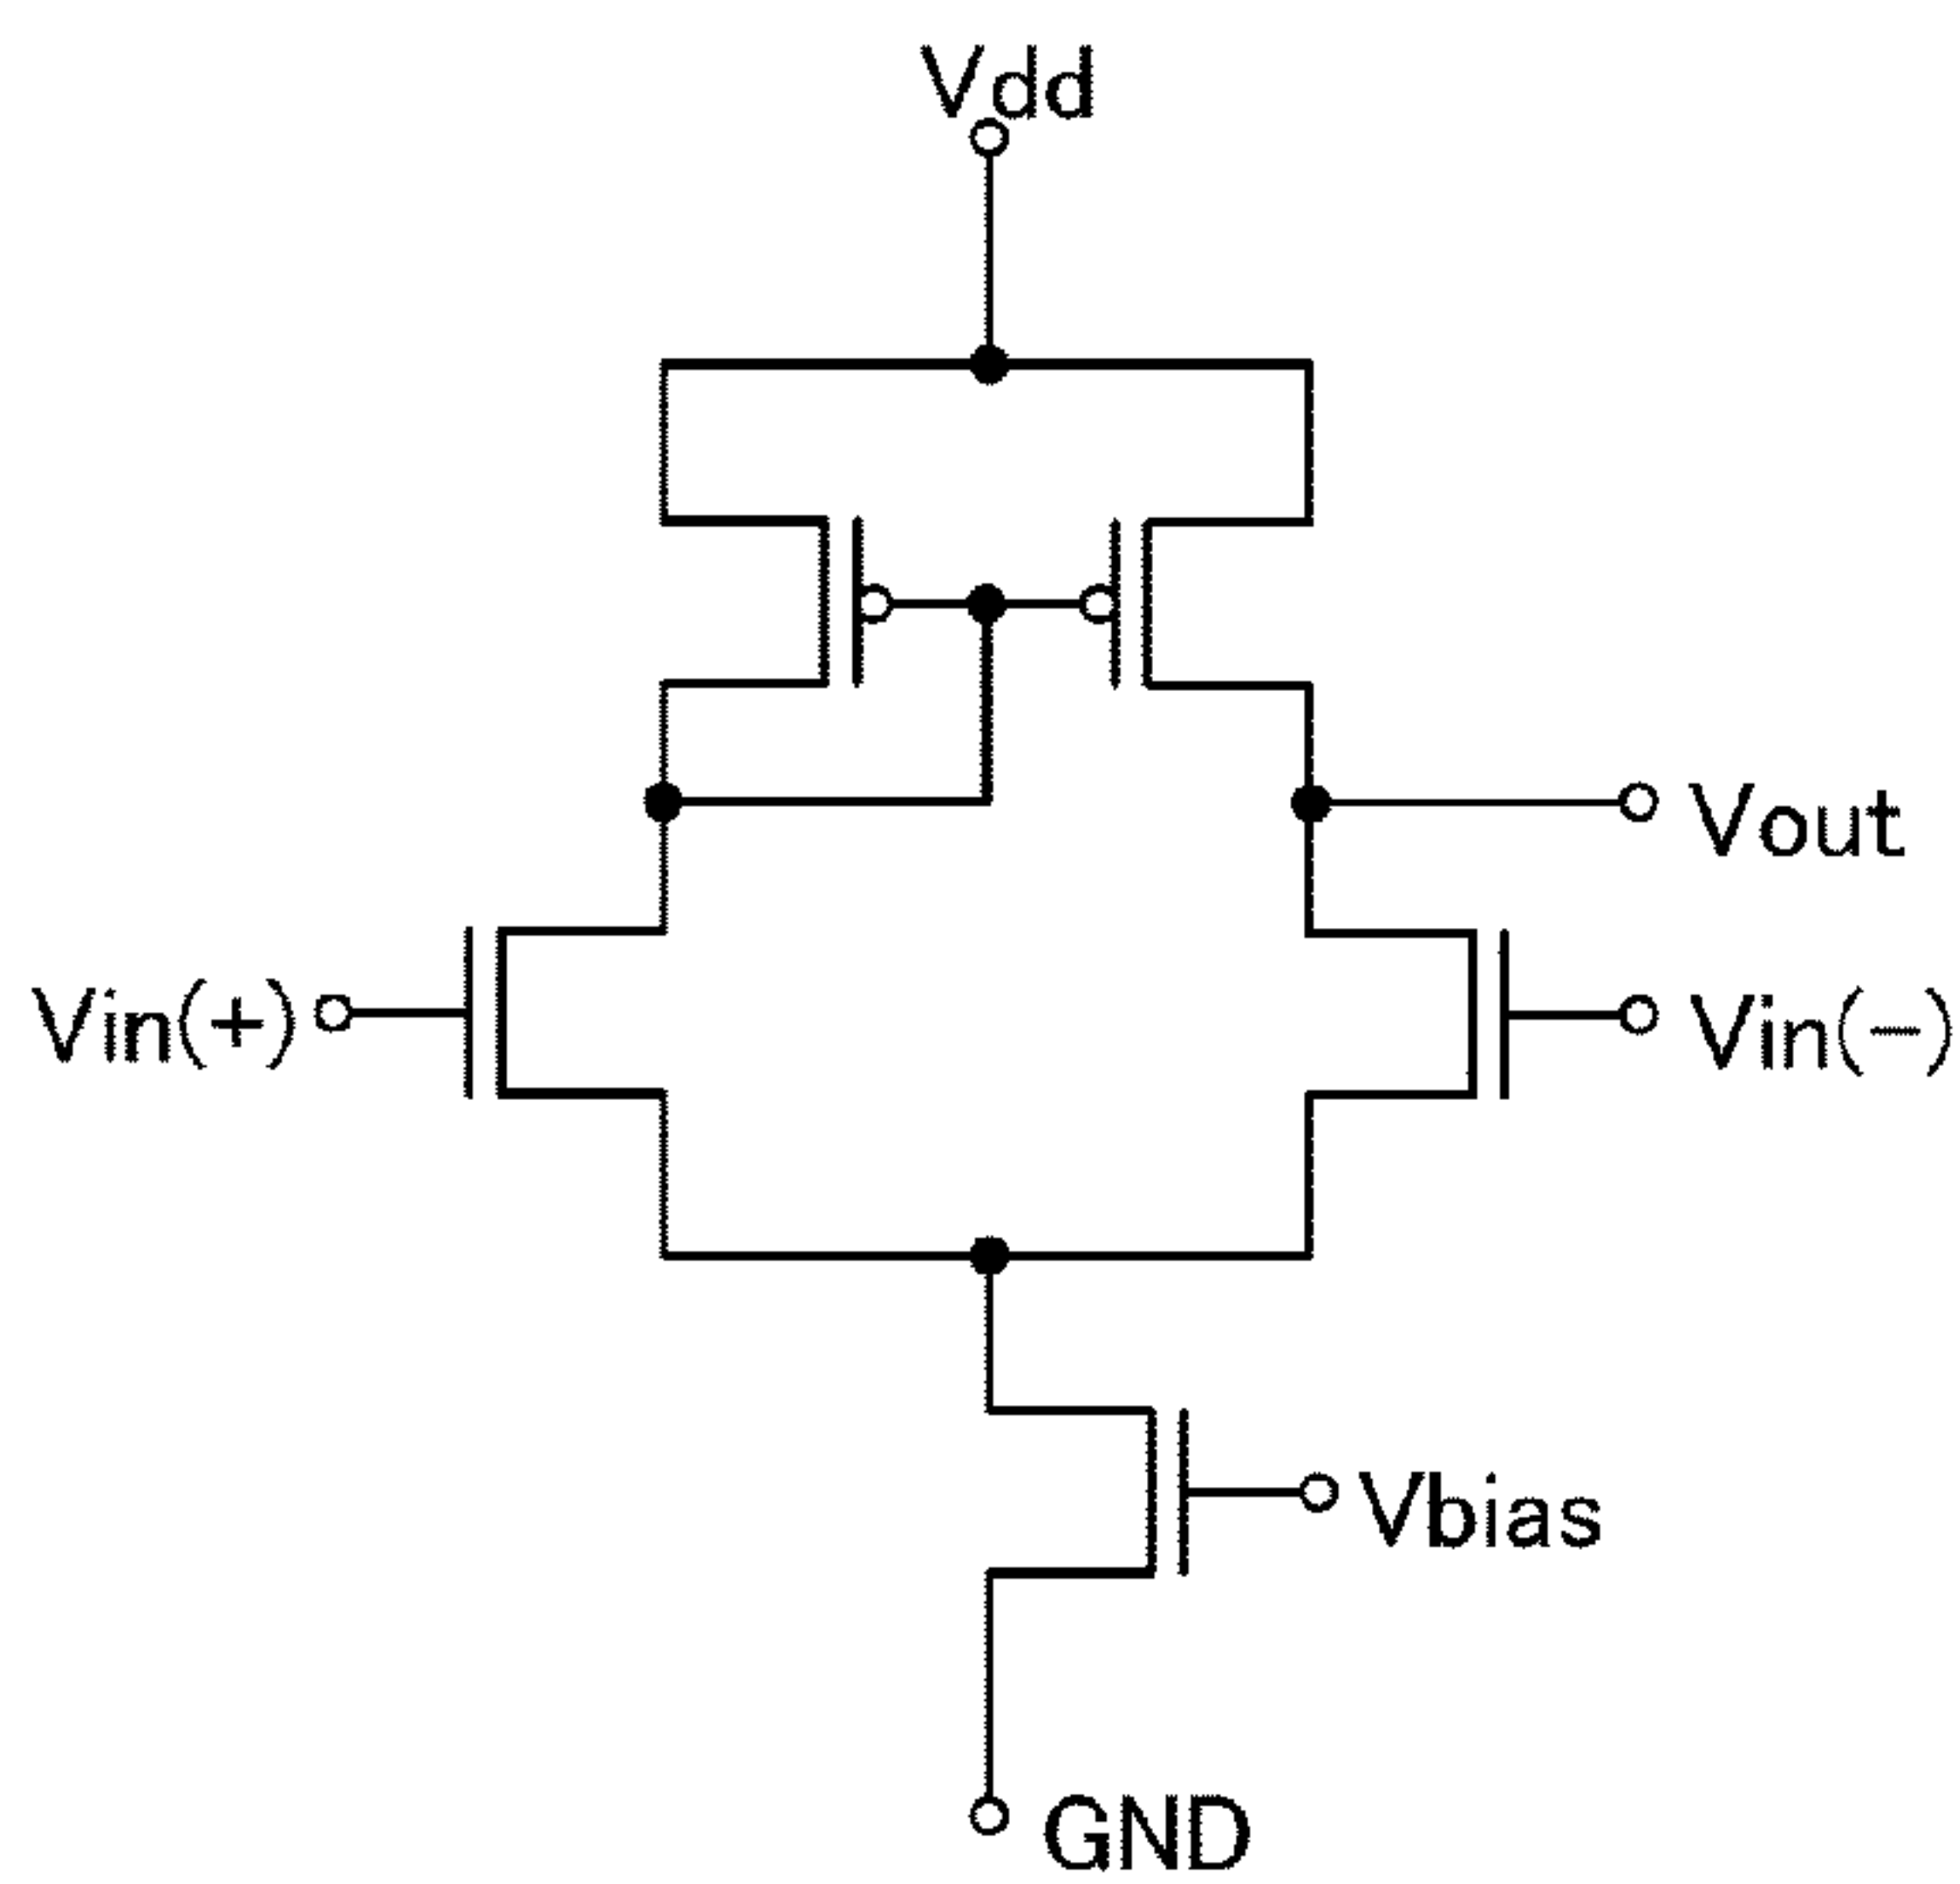 Vdd
Vout
Vin(+)
Vin(-)
Vbias
GND